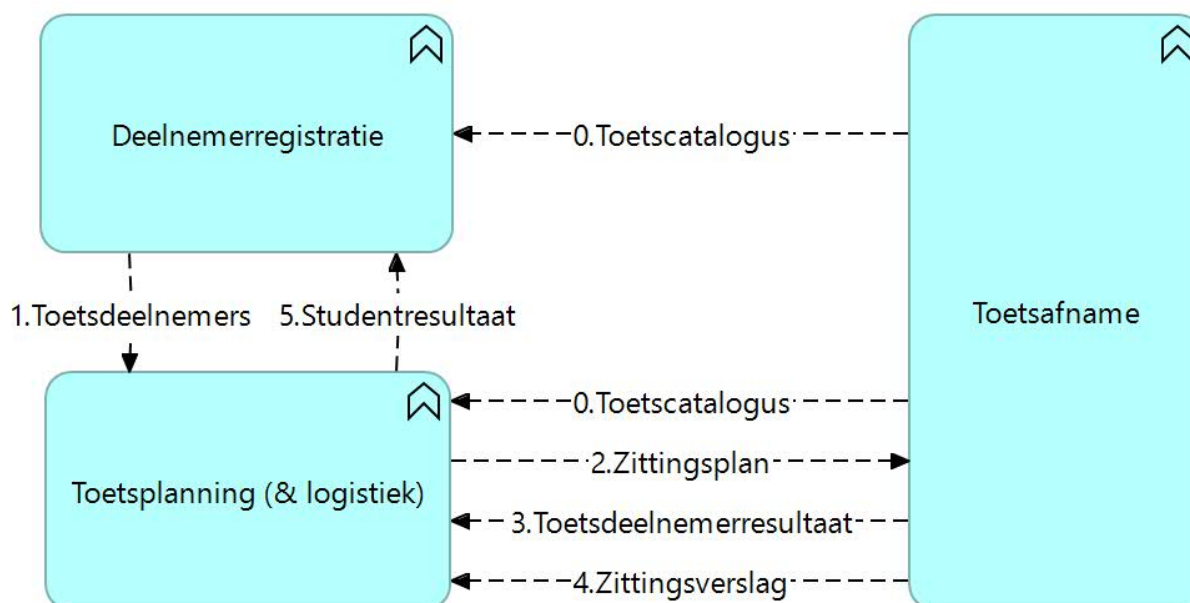 Deelnemerregistratie
0.Toetscatalogus
1.Toetsdeelnemers
5.Studentresultaat
Toetsafname
0.Toetscatalogus
2.Zittingsplan
Toetsplanning (& logistiek)
3.Toetsdeelnemerresultaat
4.Zittingsverslag